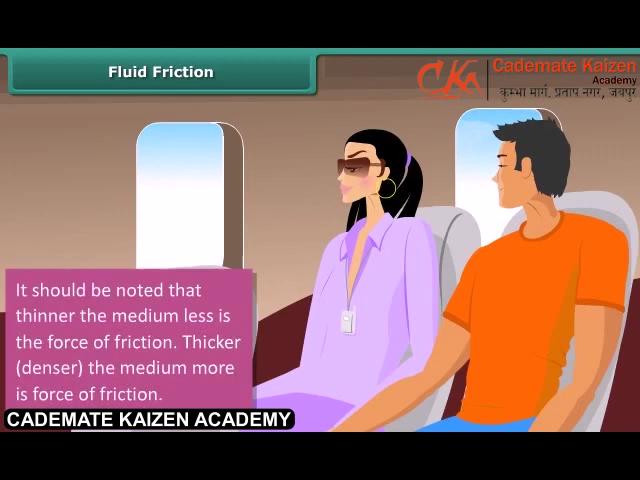 Fluid Friction
CKA
Cademate Kaizen
Academy
कुम्भा मार्ग, प्रताप नगर, जयपुर
It should be noted that
thinner the medium less is
the force of friction. Thicker
(denser) the medium more
is force of friction.
CADEMATE KAIZEN ACADEMY